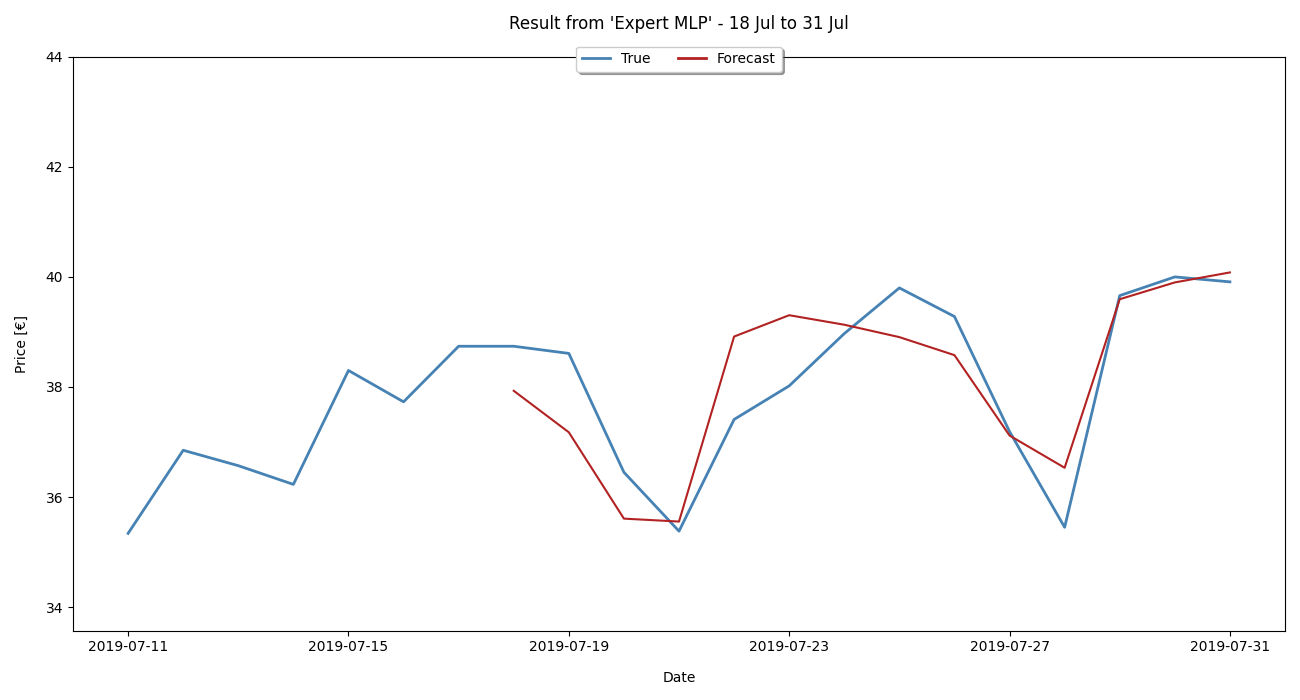 Result from 'Expert MLP' - 18 Jul to 31 Jul
True Forecast
44
42
40
38
36
34
Price [€]
2019-07-11 2019-07-15 2019-07-19 2019-07-23 2019-07-27 2019-07-31
Date